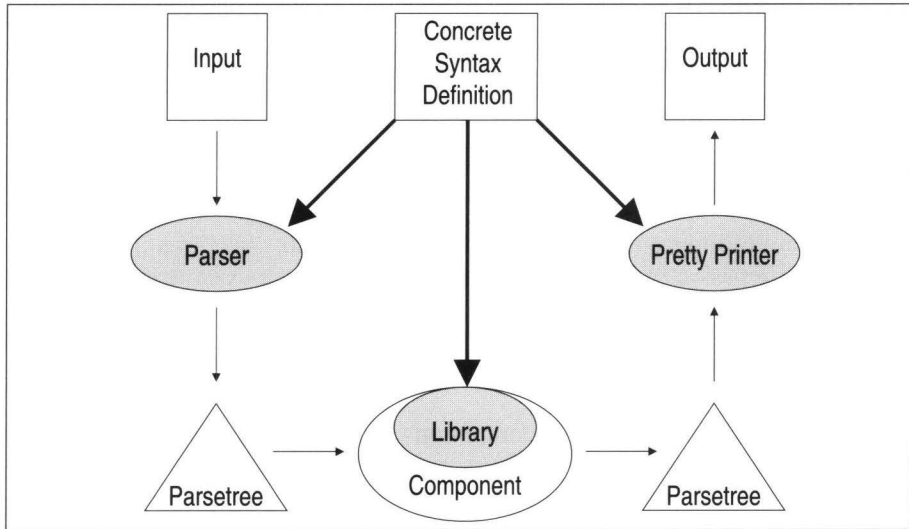 Input
Concrete
Syntax
Definition
Output
Parser
Pretty Printer
Library
Component
Parsetree
Parsetree